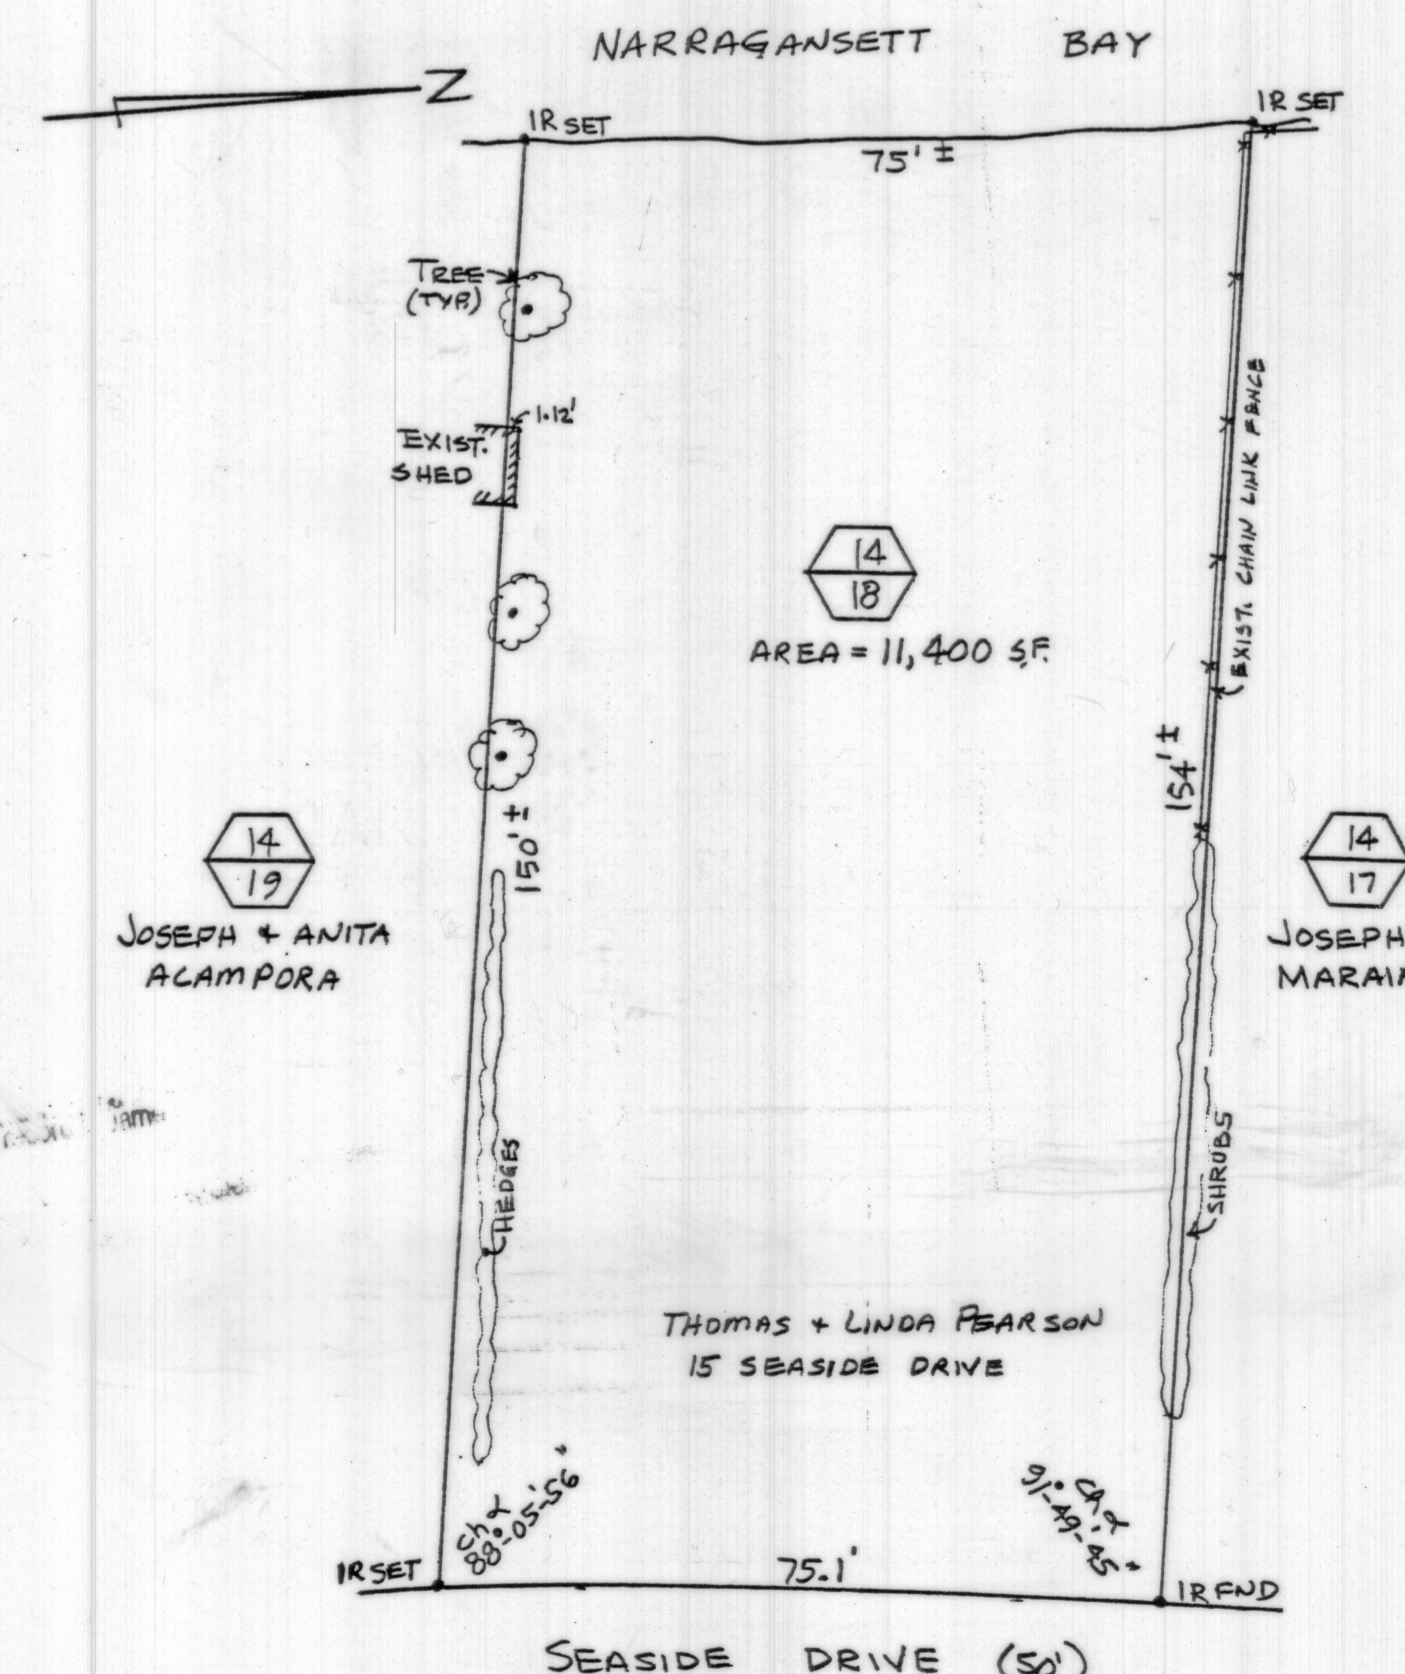 NARRAGANSETT BAY
Z
IR SET
IR SET
75' ±
TREE
(TYP.)
1.12'
EXIST.
SHED
EXIST. CHAIN LINK FENCE
14
18
AREA = 11,400 S.F.
154' ±
150' ±
14
19
JOSEPH & ANITA
ACAMPORA
14
17
JOSEPH
HEDGES
SHRUBS
THOMAS & LINDA PEARSON
15 SEASIDE DRIVE
Ch ∠
88°-05'-56"
Ch ∠
91°-49'-45"
IR SET
75.1'
IR FND
SEASIDE DRIVE (50')